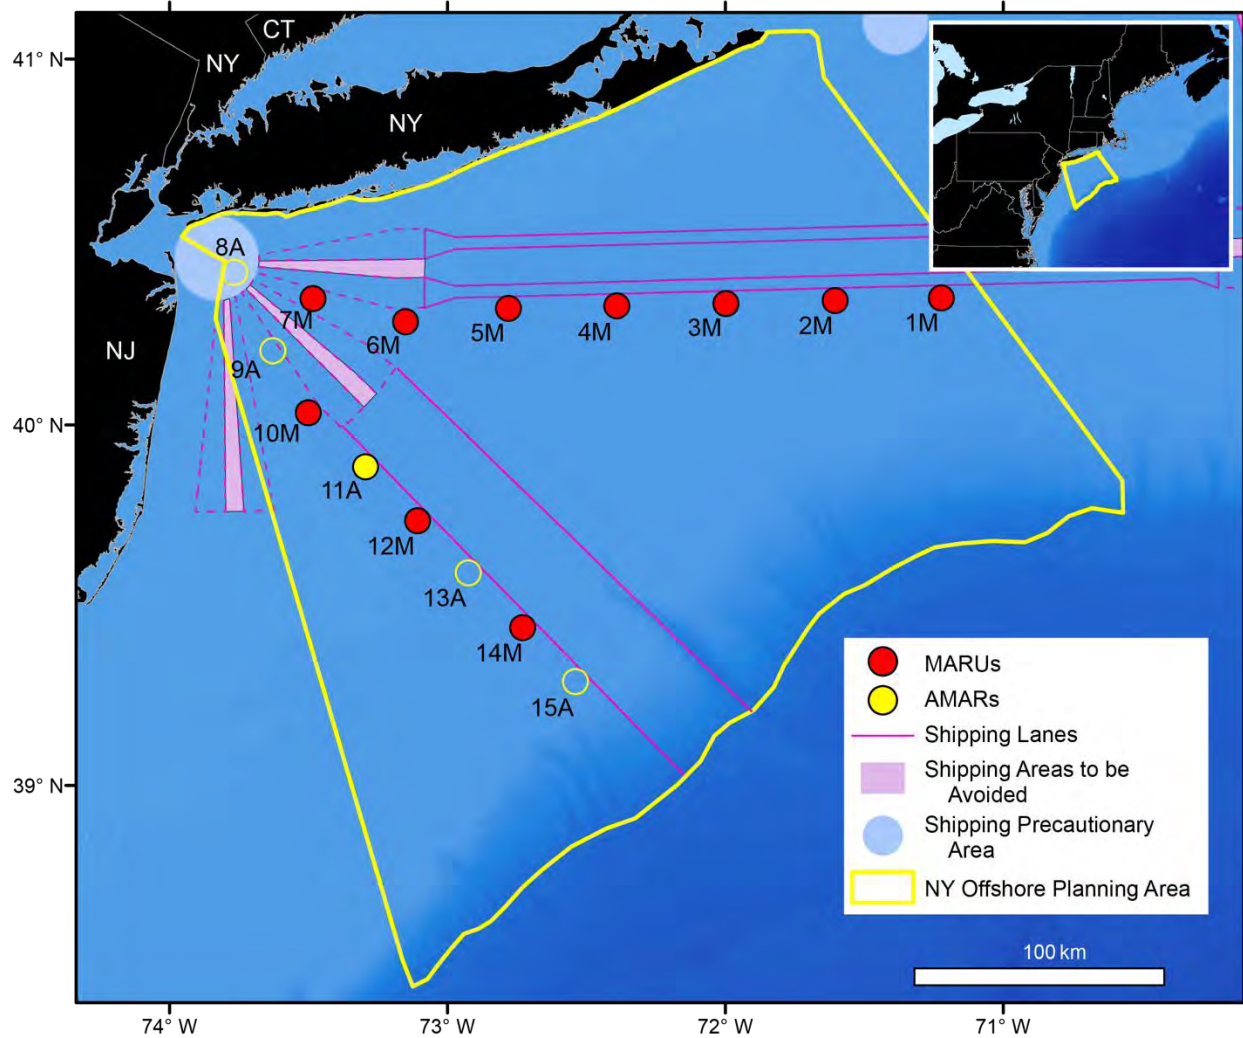 41° N
40° N
39° N
74° W
73° W
72° W
71° W
CT
NY
NY
NJ
8A
7M
6M
5M
4M
3M
2M
1M
9A
10M
11A
12M
13A
14M
15A
MARUs
AMARs
Shipping Lanes
Shipping Areas to be
Avoided
Shipping Precautionary
Area
NY Offshore Planning Area
100 km